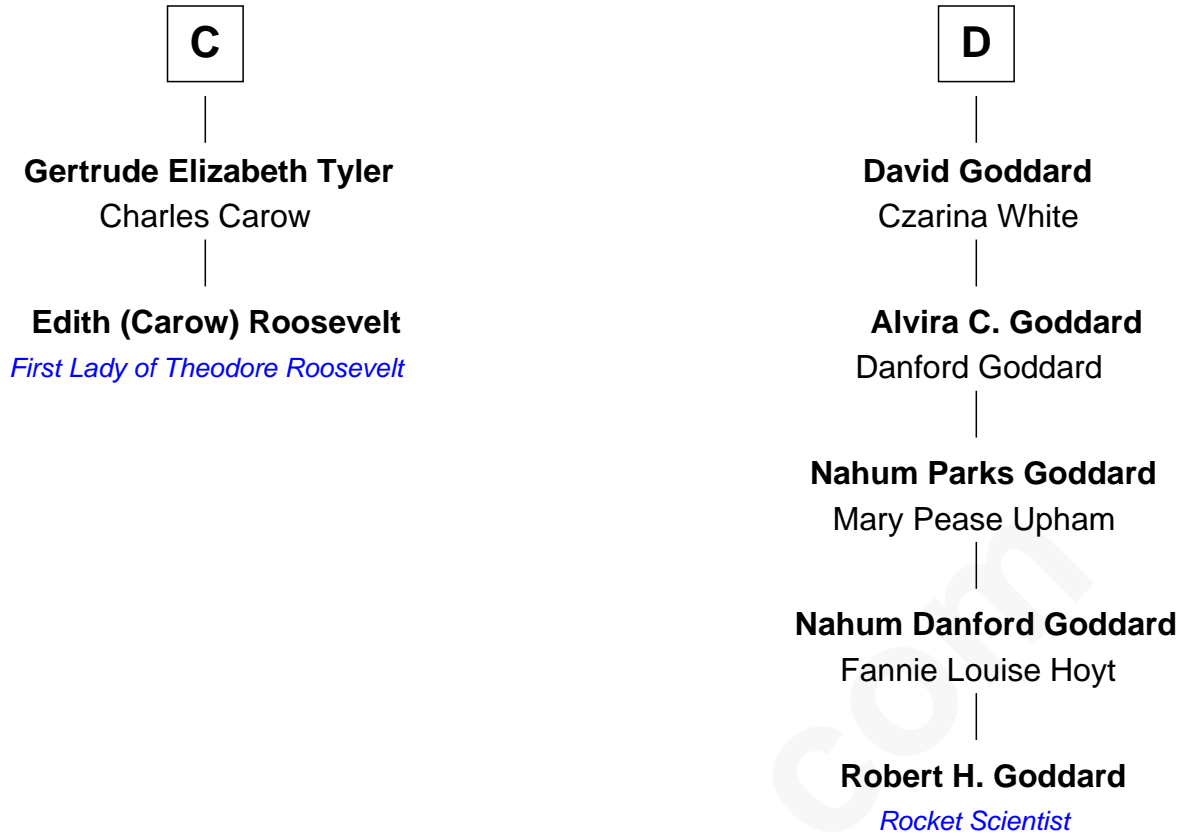 C
Gertrude Elizabeth Tyler
Charles Carow
Edith (Carow) Roosevelt
First Lady of Theodore Roosevelt
D
David Goddard
Czarina White
Alvira C. Goddard
Danford Goddard
Nahum Parks Goddard
Mary Pease Upham
Nahum Danford Goddard
Fannie Louise Hoyt
Robert H. Goddard
Rocket Scientist
com